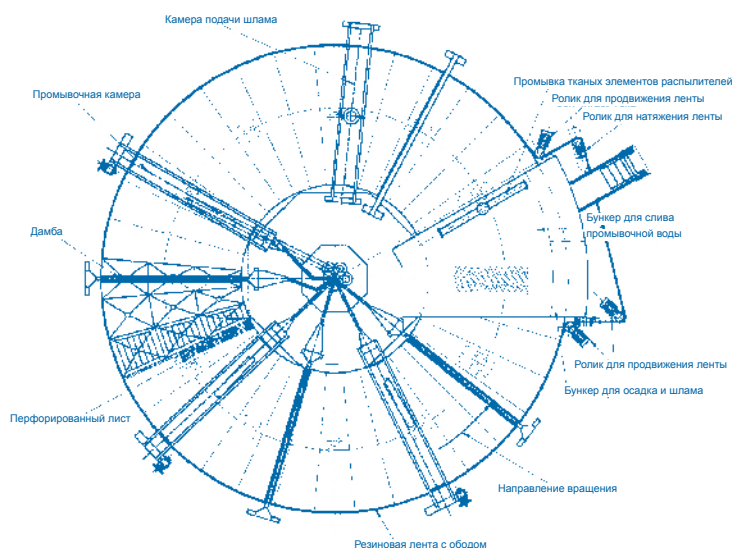 Камера подачи шлама
Промывка тканых элементов распылителей
Промывочная камера
Ролик для продвижения ленты
Ролик для натяжения ленты
Бункер для слива
промывочной воды
Дамба
Ролик для продвижения ленты
Бункер для осадка и шлама
Перфорированный лист
Направление вращения
Резиновая лента с ободом